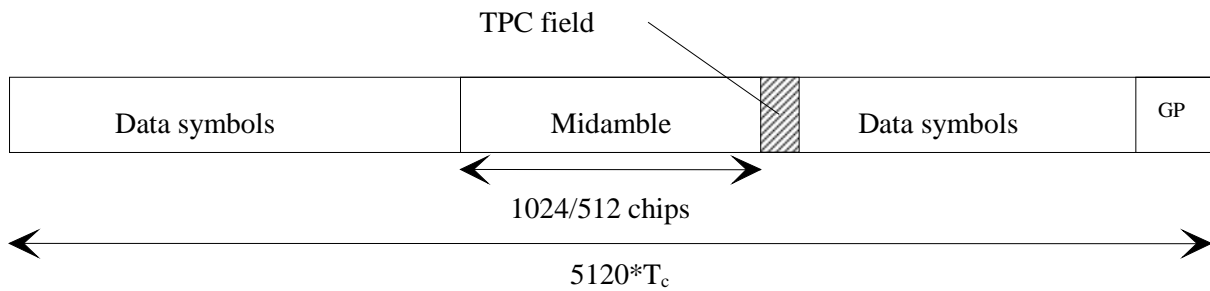 TPC field
Data symbols
Midamble
Data symbols
GP
1024/512 chips
5120*Tc